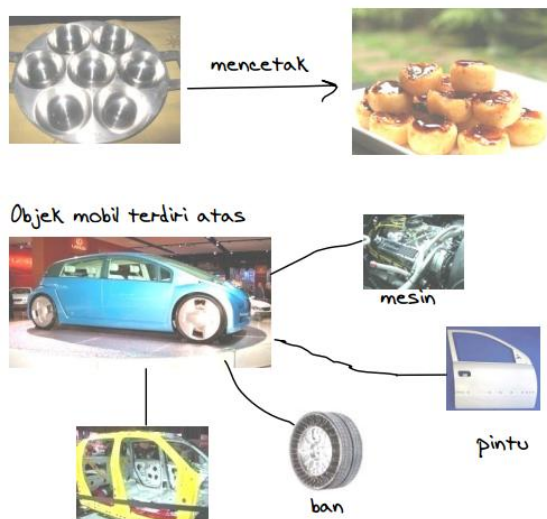 mencetak
Objek mobil terdiri atas
mesin
pintu
ban